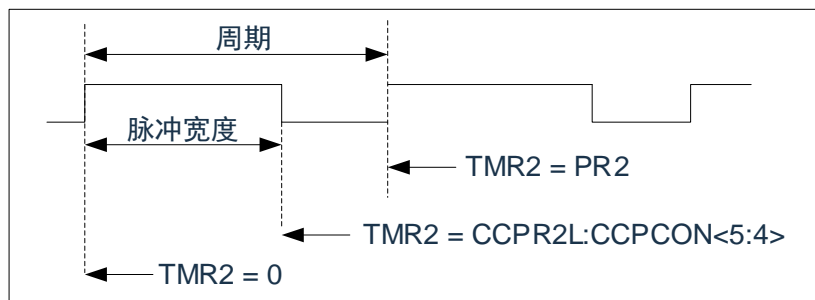 周期
脉冲宽度
TMR2 = PR2
TMR2 = CCPR2L:CCPCON<5:4>
TMR2 = 0